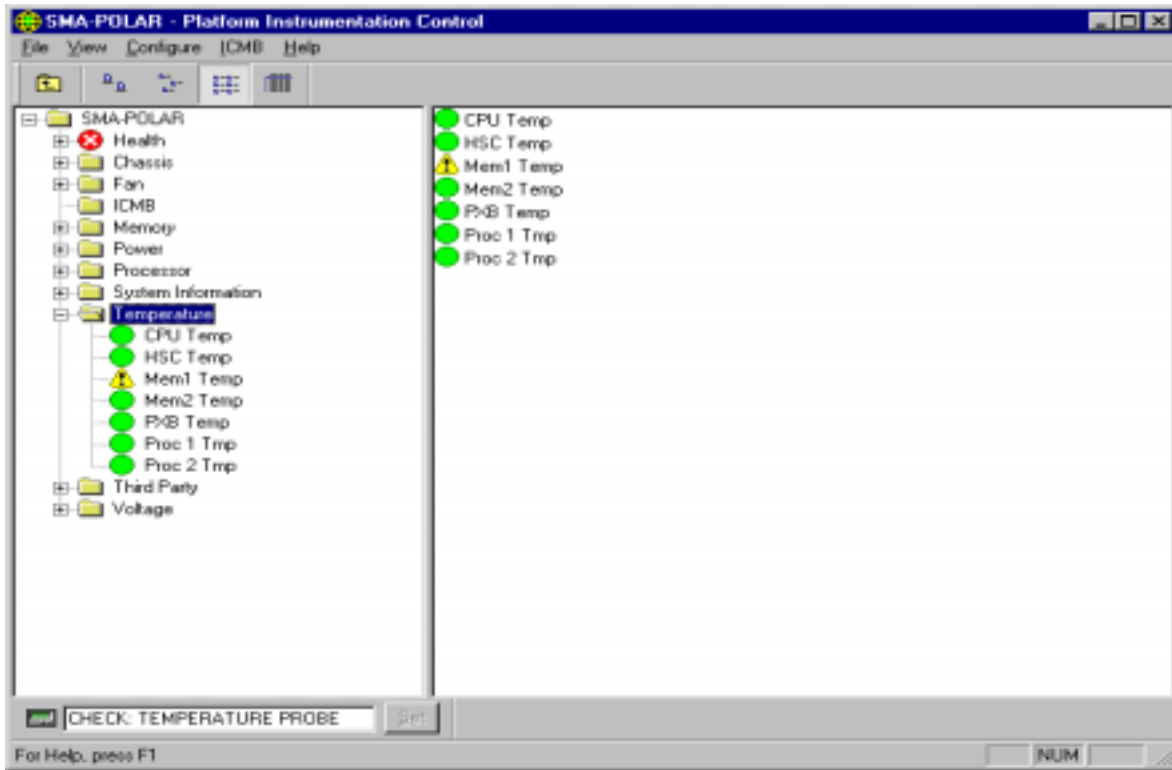 SMA-POLAR - Platform Instrumentation Control
File View Configure ICMB Help
SMA-POLAR
Health
Chassis
Fan
ICMB
Memory
Power
Processor
System Information
Temperature
CPU Temp
HSC Temp
Mem1 Temp
Mem2 Temp
PXB Temp
Proc 1 Tmp
Proc 2 Tmp
Third Party
Voltage
CPU Temp
HSC Temp
Mem1 Temp
Mem2 Temp
PXB Temp
Proc 1 Tmp
Proc 2 Tmp
CHECK: TEMPERATURE PROBE
Set
For Help, press F1
NUM